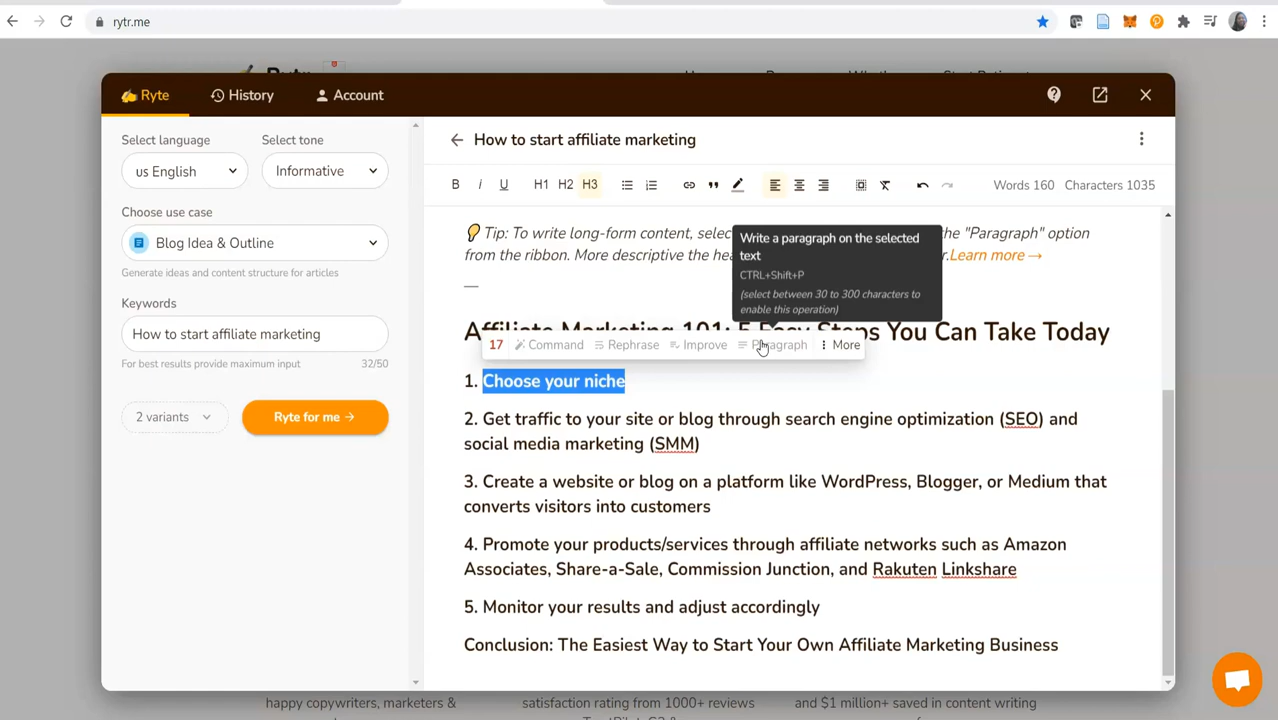 rytr.me
Ryte
History
Account
Select language
Select tone
us English
Informative
Choose use case
Blog Idea & Outline
Generate ideas and content structure for articles
Keywords
How to start affiliate marketing
For best results provide maximum input
32/50
2 variants
Ryte for me →
How to start affiliate marketing
B i U H1 H2 H3
Words 160 Characters 1035
Tip: To write long-form content, selec the "Paragraph" option
from the ribbon. More descriptive the hea r. Learn more →
—
Write a paragraph on the selected
text
CTRL+Shift+P
(select between 30 to 300 characters to
enable this operation)
Affiliate Marketing 101: 5 Easy Steps You Can Take Today
17 Command Rephrase Improve Paragraph More
1. Choose your niche
2. Get traffic to your site or blog through search engine optimization (SEO) and
social media marketing (SMM)
3. Create a website or blog on a platform like WordPress, Blogger, or Medium that
converts visitors into customers
4. Promote your products/services through affiliate networks such as Amazon
Associates, Share-a-Sale, Commission Junction, and Rakuten Linkshare
5. Monitor your results and adjust accordingly
Conclusion: The Easiest Way to Start Your Own Affiliate Marketing Business
happy copywriters, marketers &
satisfaction rating from 1000+ reviews
and $1 million+ saved in content writing